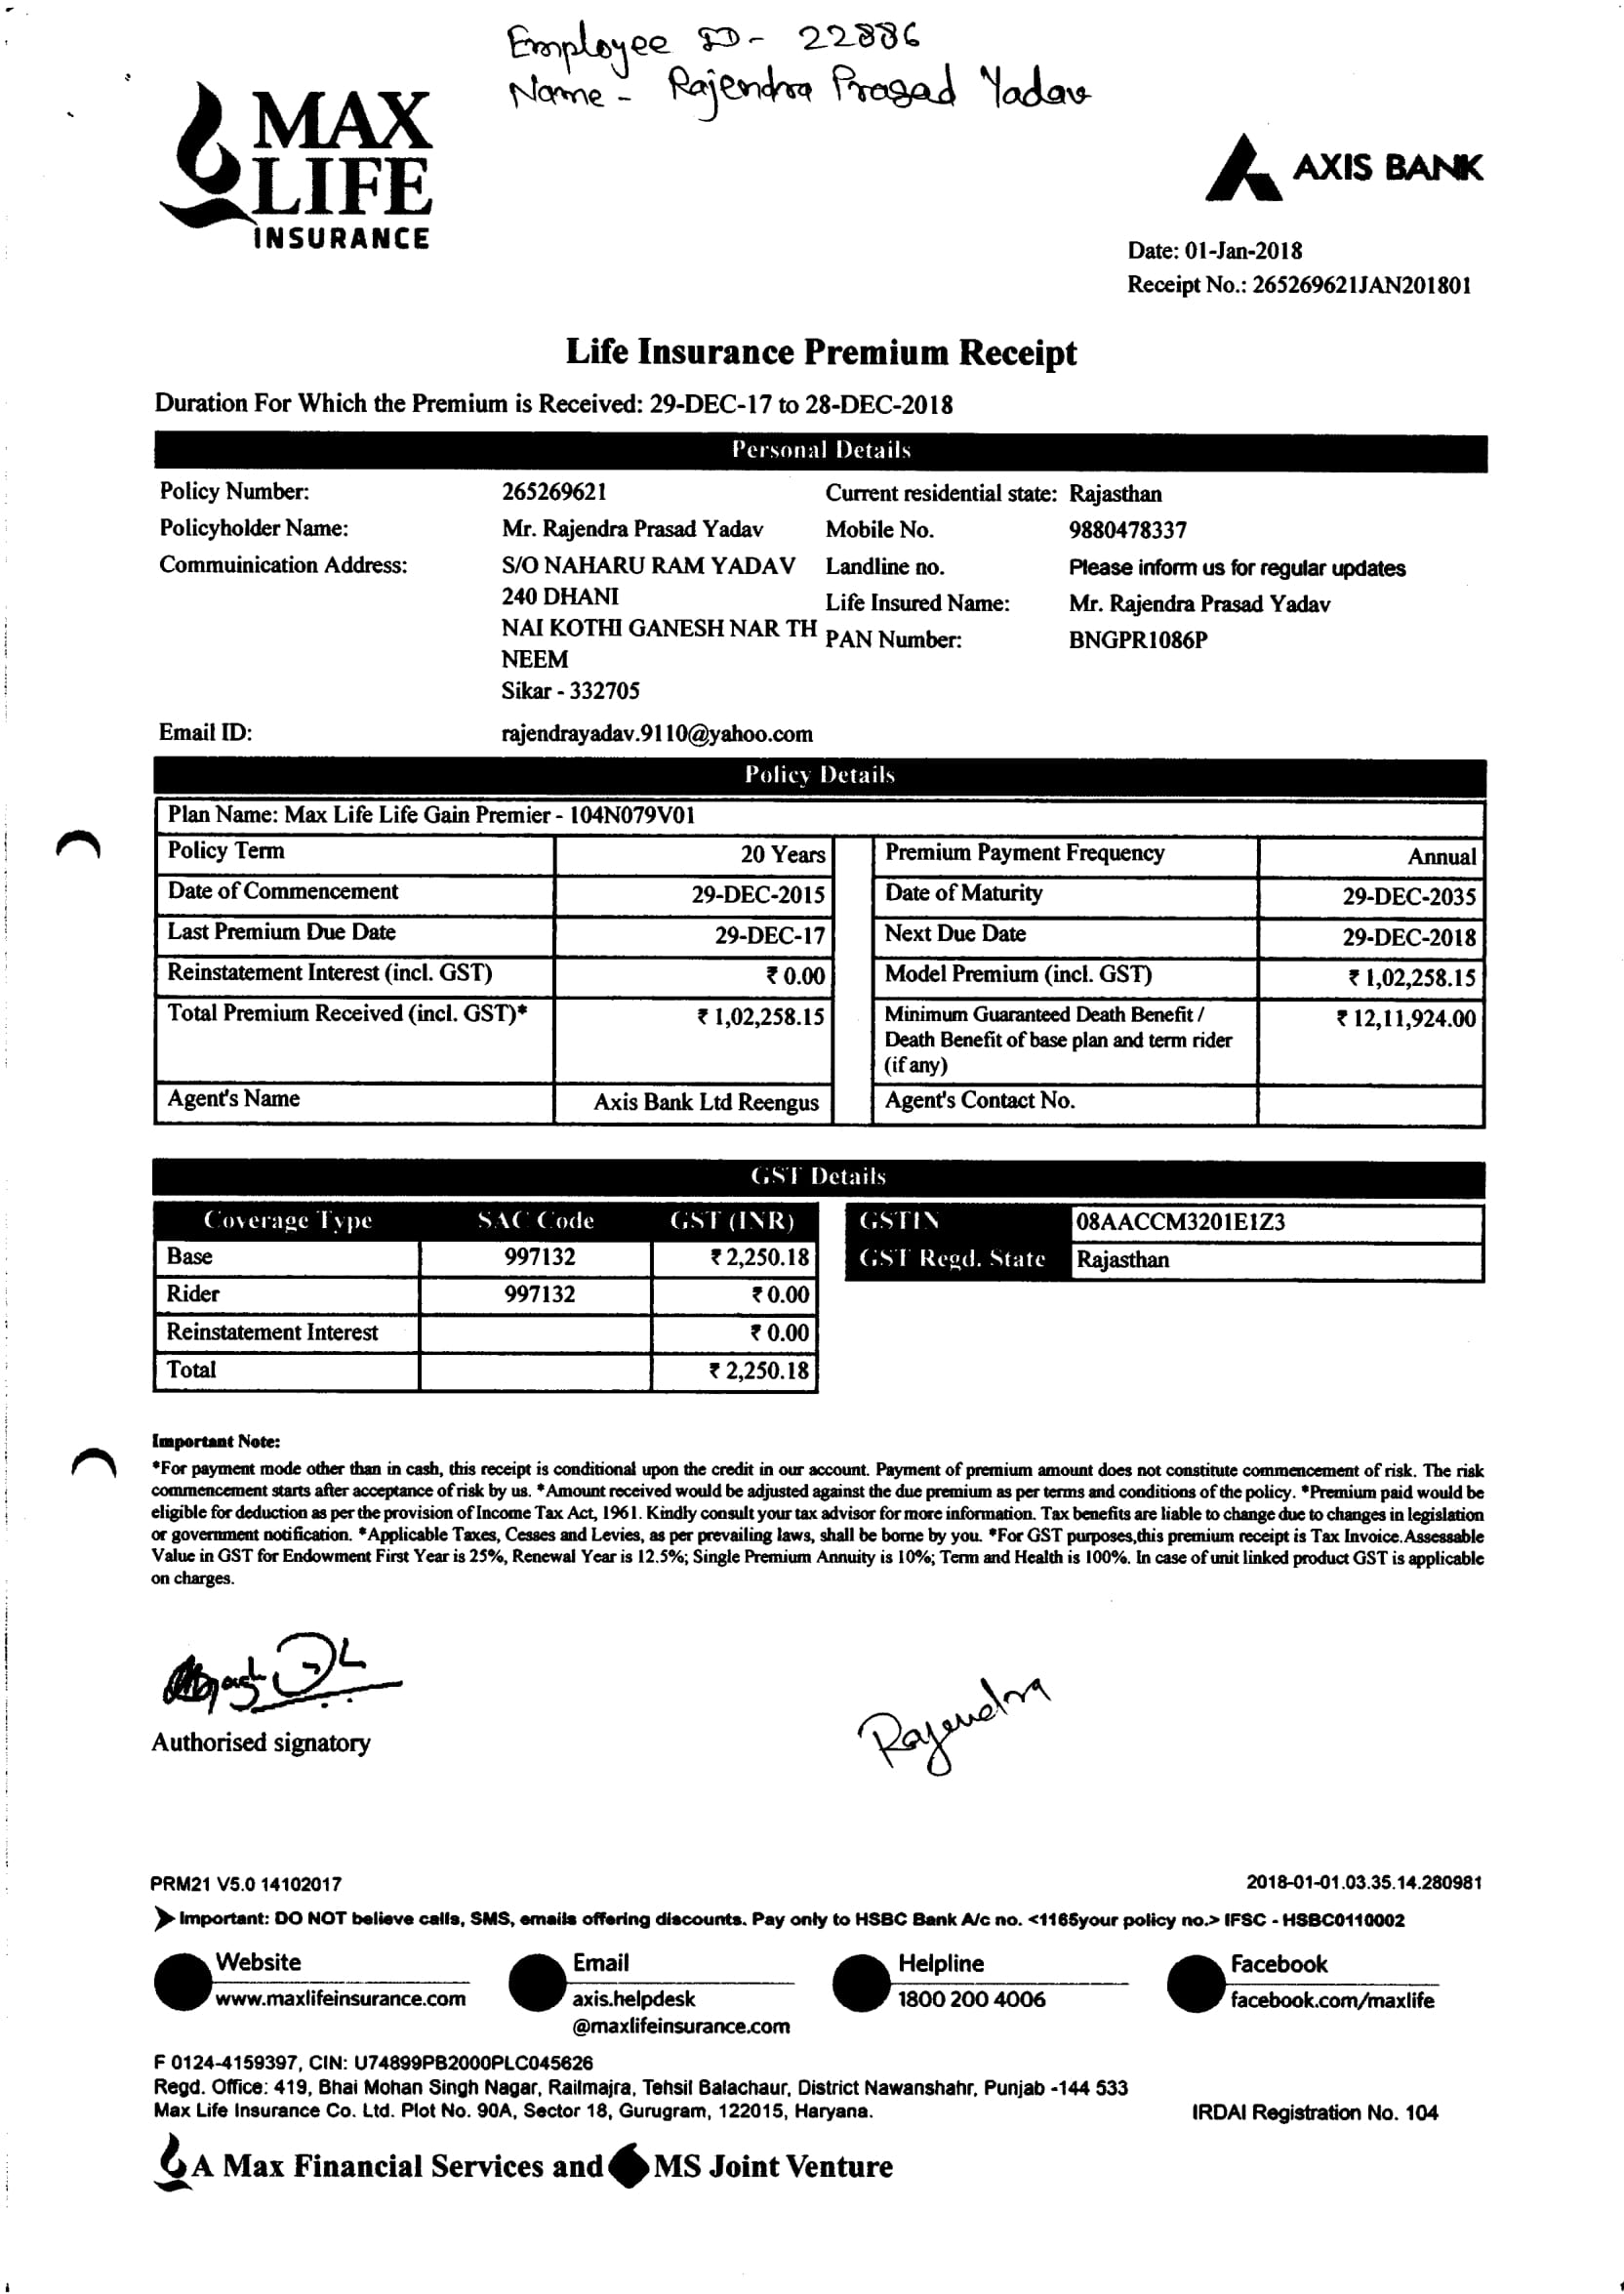 Employee ID- 22886
Name - Rajendra Prasad Yadav
MAX
LIFE
INSURANCE
AXIS BANK
Date: 01-Jan-2018
Receipt No.: 265269621JAN201801
Life Insurance Premium Receipt
Duration For Which the Premium is Received: 29-DEC-17 to 28-DEC-2018
Personal Details
Policy Number: 265269621 Current residential state: Rajasthan
Policyholder Name: Mr. Rajendra Prasad Yadav Mobile No. 9880478337
Commuinication Address: S/O NAHARU RAM YADAV Landline no. Please inform us for regular updates
240 DHANI Life Insured Name: Mr. Rajendra Prasad Yadav
NAI KOTHI GANESH NAR TH PAN Number: BNGPR1086P
NEEM
Sikar - 332705
Email ID: rajendrayadav.9110@yahoo.com
Policy Details
Plan Name: Max Life Life Gain Premier - 104N079V01
Policy Term 20 Years Premium Payment Frequency Annual
Date of Commencement 29-DEC-2015 Date of Maturity 29-DEC-2035
Last Premium Due Date 29-DEC-17 Next Due Date 29-DEC-2018
Reinstatement Interest (incl. GST) ₹ 0.00 Model Premium (incl. GST) ₹ 1,02,258.15
Total Premium Received (incl. GST)* ₹ 1,02,258.15 Minimum Guaranteed Death Benefit / ₹ 12,11,924.00
Death Benefit of base plan and term rider
(if any)
Agent's Name Axis Bank Ltd Reengus Agent's Contact No.
GST Details
Coverage Type SAC Code GST (INR) GSTIN 08AACCM3201E1Z3
Base 997132 ₹ 2,250.18 GST Regd. State Rajasthan
Rider 997132 ₹ 0.00
Reinstatement Interest ₹ 0.00
Total ₹ 2,250.18
Important Note:
*For payment mode other than in cash, this receipt is conditional upon the credit in our account. Payment of premium amount does not constitute commencement of risk. The risk
commencement starts after acceptance of risk by us. *Amount received would be adjusted against the due premium as per terms and conditions of the policy. *Premium paid would be
eligible for deduction as per the provision of Income Tax Act, 1961. Kindly consult your tax advisor for more information. Tax benefits are liable to change due to changes in legislation
or government notification. *Applicable Taxes, Cesses and Levies, as per prevailing laws, shall be borne by you. *For GST purposes,this premium receipt is Tax Invoice.Assessable
Value in GST for Endowment First Year is 25%, Renewal Year is 12.5%; Single Premium Annuity is 10%; Term and Health is 100%. In case of unit linked product GST is applicable
on charges.
Authorised signatory
Rajendra
PRM21 V5.0 14102017 2018-01-01.03.35.14.280981
Important: DO NOT believe calls, SMS, emails offering discounts. Pay only to HSBC Bank A/c no. <1165your policy no.> IFSC - HSBC0110002
Website Email Helpline Facebook
www.maxlifeinsurance.com axis.helpdesk 1800 200 4006 facebook.com/maxlife
@maxlifeinsurance.com
F 0124-4159397, CIN: U74899PB2000PLC045626
Regd. Office: 419, Bhai Mohan Singh Nagar, Railmajra, Tehsil Balachaur, District Nawanshahr, Punjab -144 533
Max Life Insurance Co. Ltd. Plot No. 90A, Sector 18, Gurugram, 122015, Haryana. IRDAI Registration No. 104
A Max Financial Services and MS Joint Venture